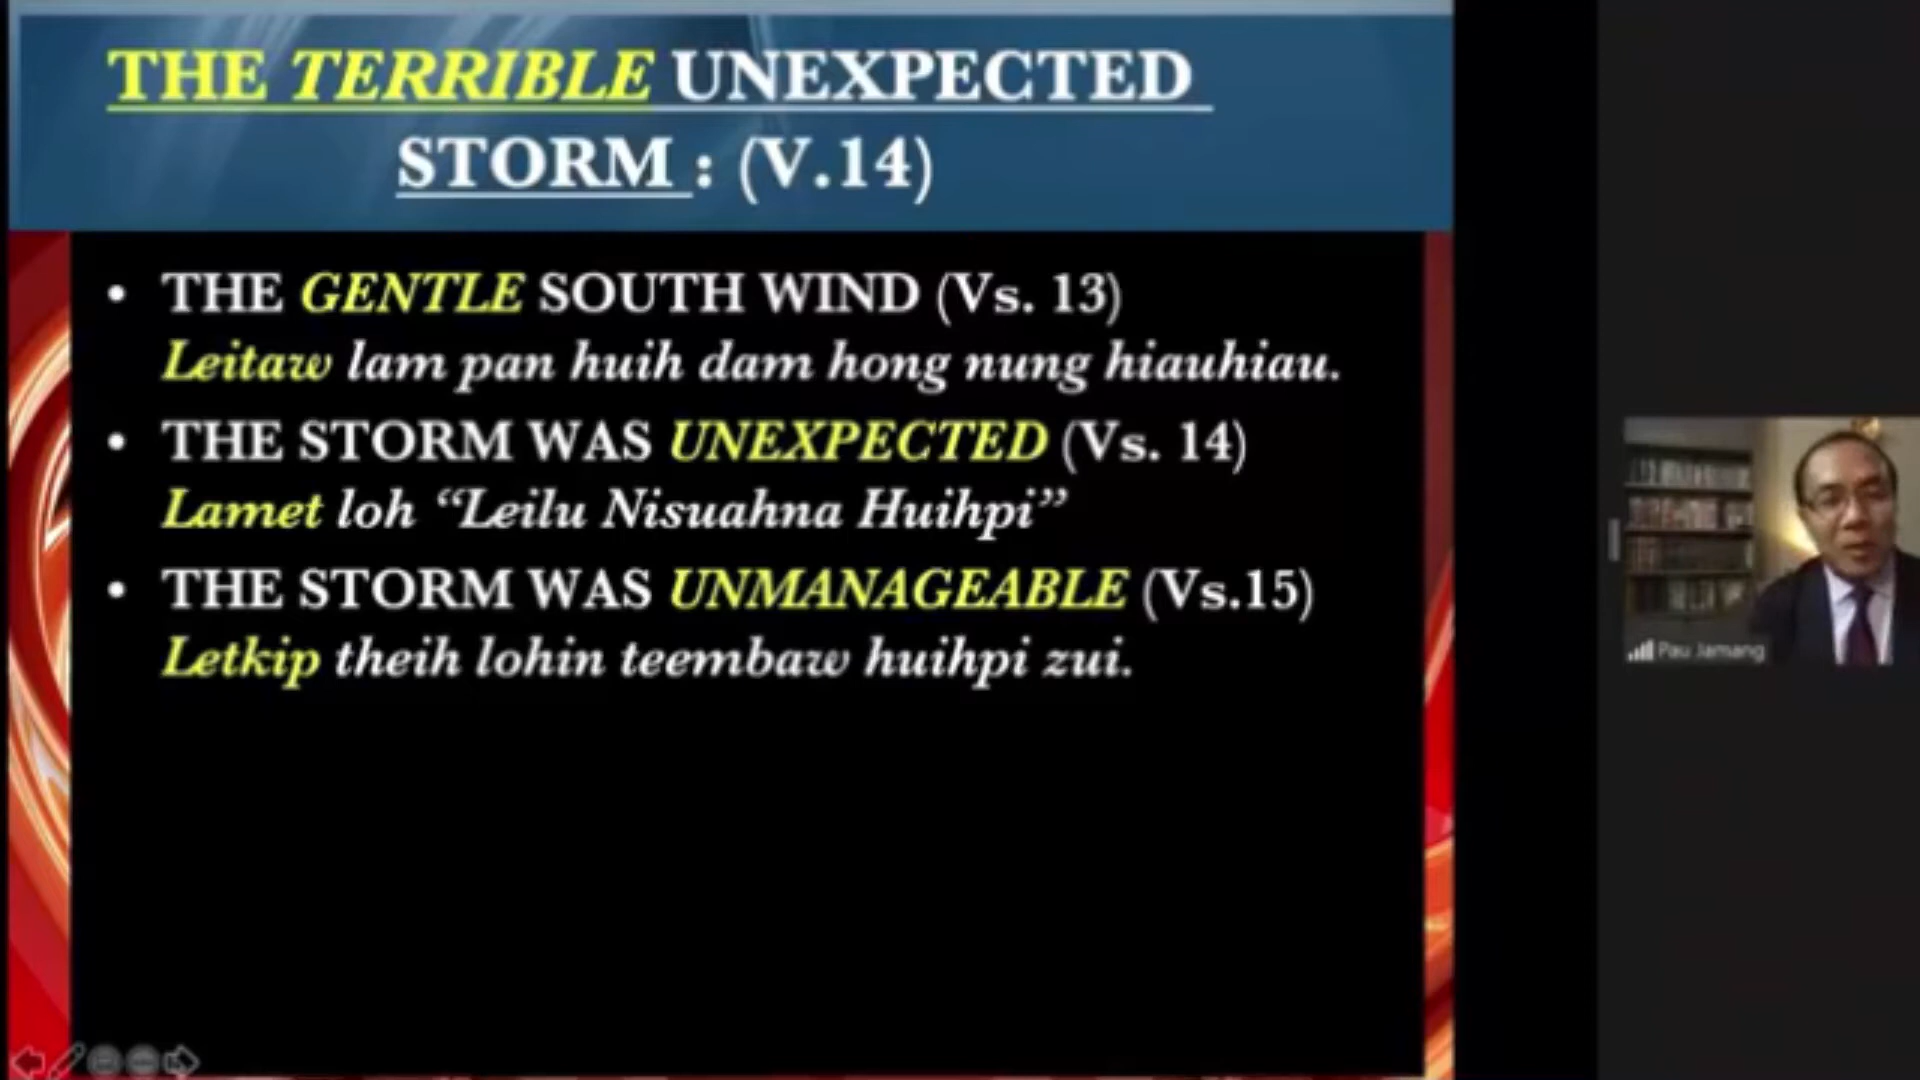 THE TERRIBLE UNEXPECTED
STORM : (V.14)
• THE GENTLE SOUTH WIND (Vs. 13)
Leitaw lam pan huih dam hong nung hiauhiau.
• THE STORM WAS UNEXPECTED (Vs. 14)
Lamet loh “Leilu Nisuahna Huihpi”
• THE STORM WAS UNMANAGEABLE (Vs.15)
Letkip theih lohin teembaw huihpi zui.
Pau Jamang